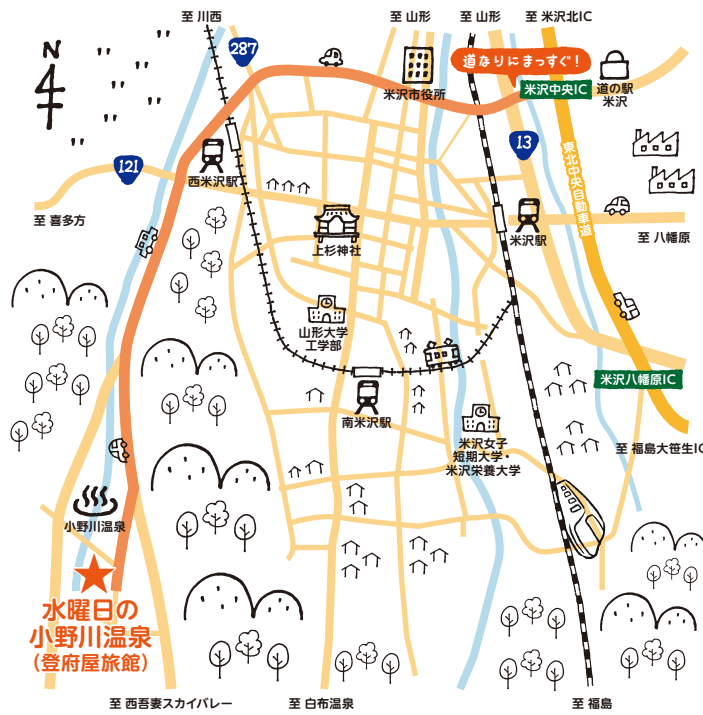 至 川西
至 山形
至 山形
至 米沢北IC
N
287
道なりにまっすぐ！
米沢中央IC
道の駅
米沢
米沢市役所
121
西米沢駅
13
東北中央自動車道
至 喜多方
上杉神社
米沢駅
至 八幡原
山形大学
工学部
米沢八幡原IC
南米沢駅
米沢女子
短期大学・
米沢栄養大学
至 福島大笹生IC
小野川温泉
水曜日の
小野川温泉
（登府屋旅館）
至 西吾妻スカイバレー
至 白布温泉
至 福島